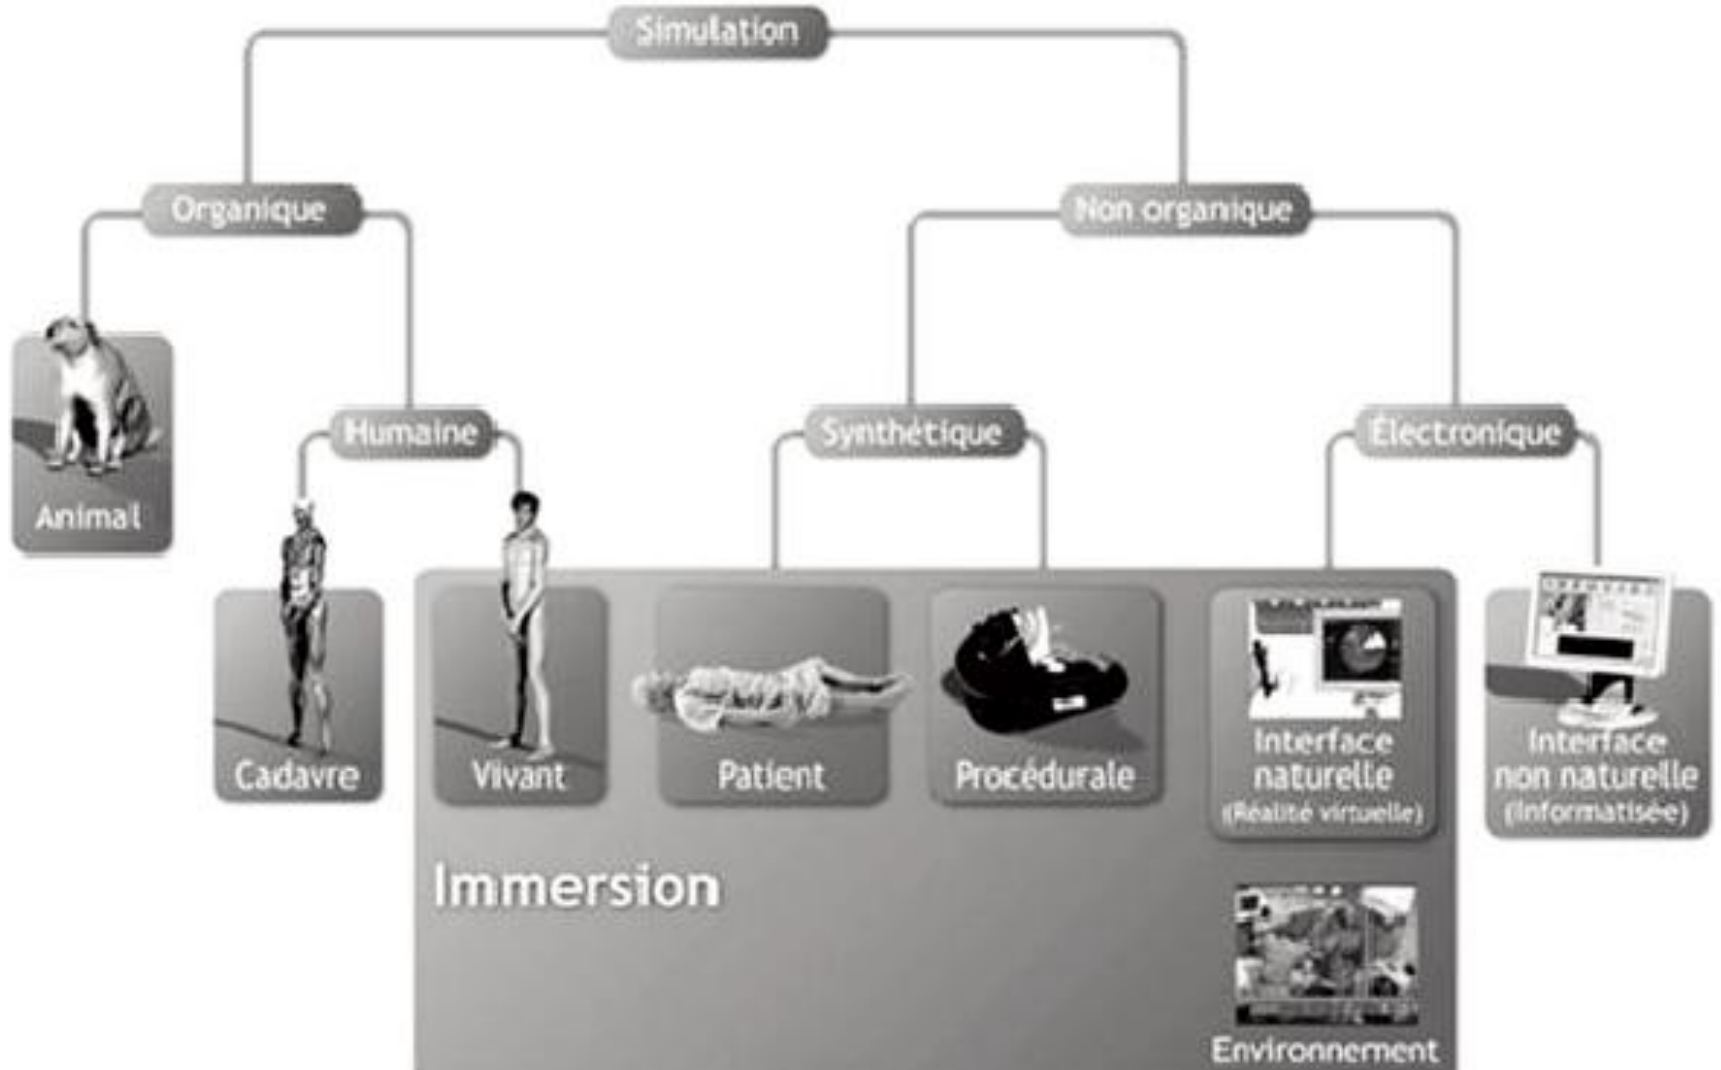 Simulation
Organique
Non organique
Humaine
Synthétique
Électronique
Animal
Cadavre
Vivant
Patient
Procédurale
Interface
naturelle
(Réalité virtuelle)
Interface
non naturelle
(Informatisée)
Immersion
Environnement